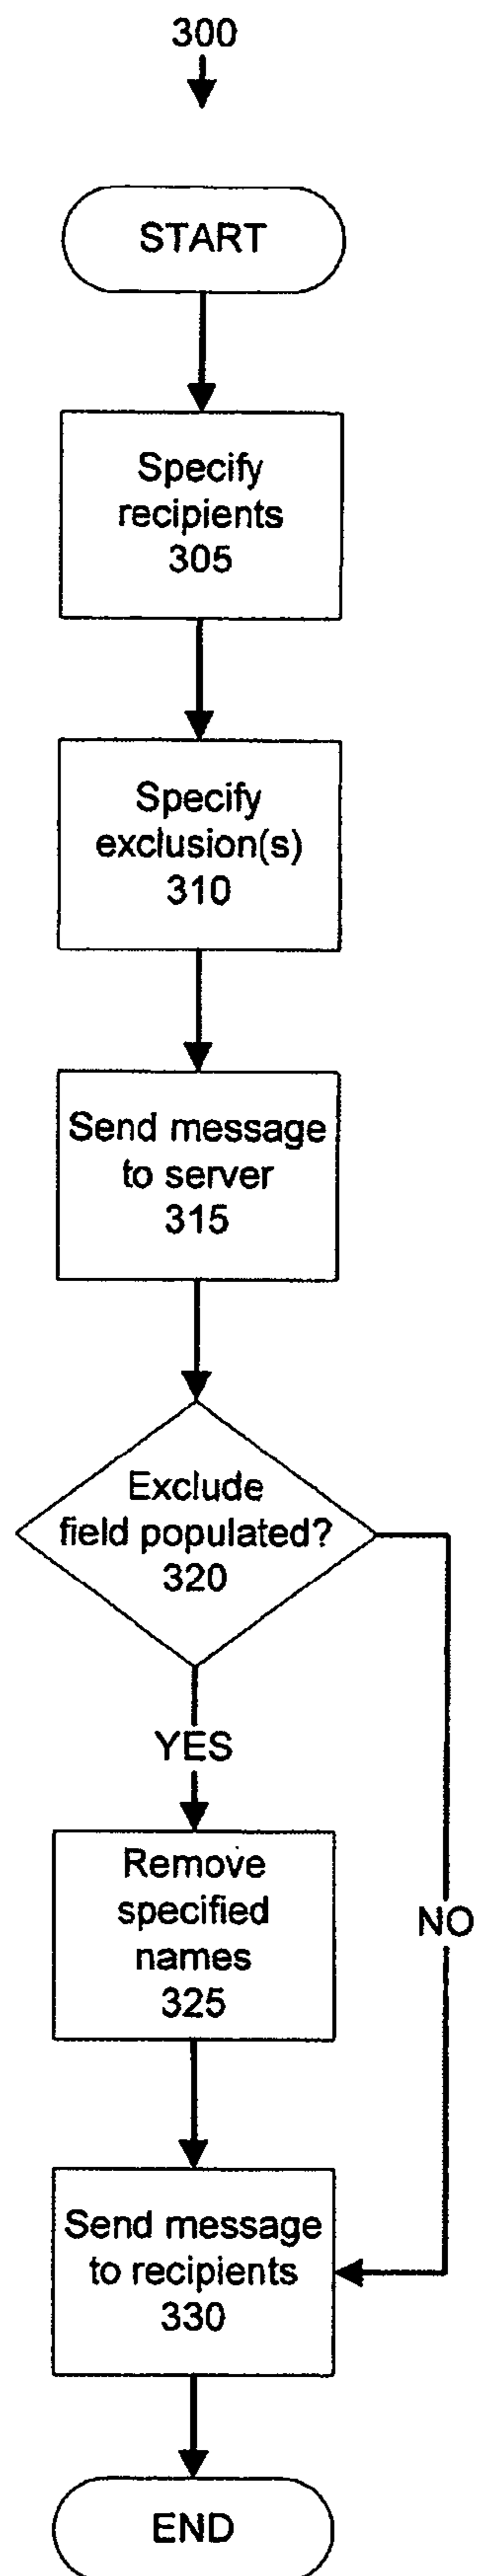 300
START
Specify
recipients
305
Specify
exclusion(s)
310
Send message
to server
315
Exclude
field populated?
320
YES
Remove
specified
names
325
NO
Send message
to recipients
330
END